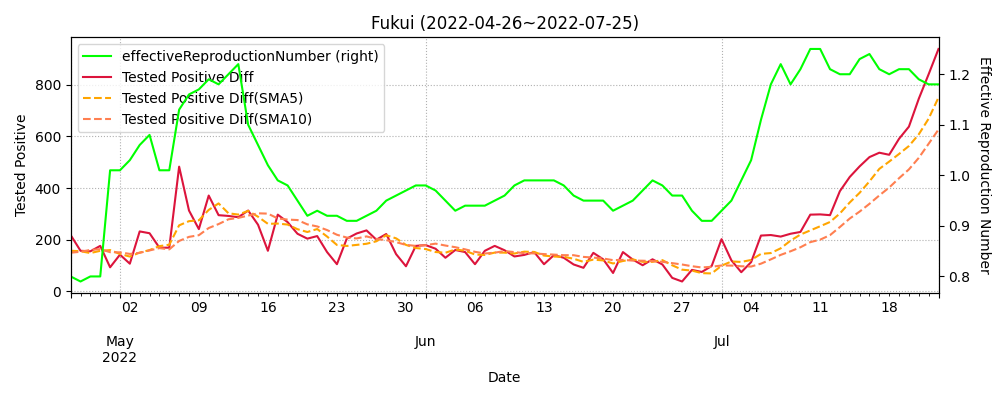 Fukui (2022-04-26~2022-07-25)
effectiveReproductionNumber (right)
Tested Positive Diff
Tested Positive Diff(SMA5)
Tested Positive Diff(SMA10)
Tested Positive
800
600
400
200
0
1.2
1.1
1.0
0.9
0.8
Effective Reproduction Number
02 09 16 23 30 06 13 20 27 04 11 18
May Jun Jul
2022
Date